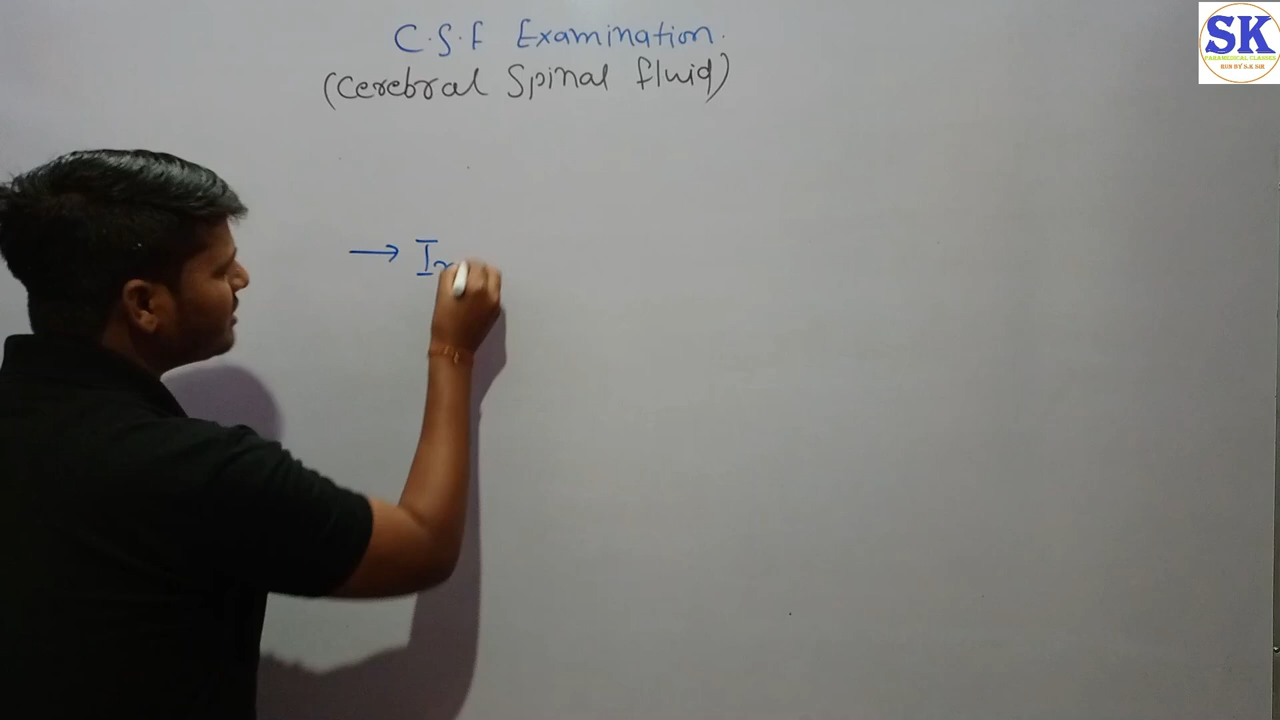 C.S.F Examination.
(Cerebral Spinal fluid)
SK
PARAMEDICAL CLASSES
RUN BY S.K SIR
→ In